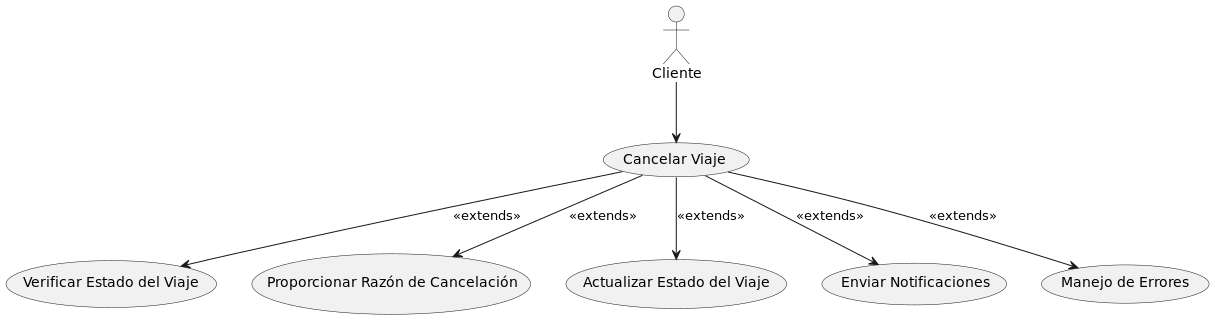 Cliente
Cancelar Viaje
«extends»
«extends»
«extends»
«extends»
«extends»
Verificar Estado del Viaje
Proporcionar Razón de Cancelación
Actualizar Estado del Viaje
Enviar Notificaciones
Manejo de Errores